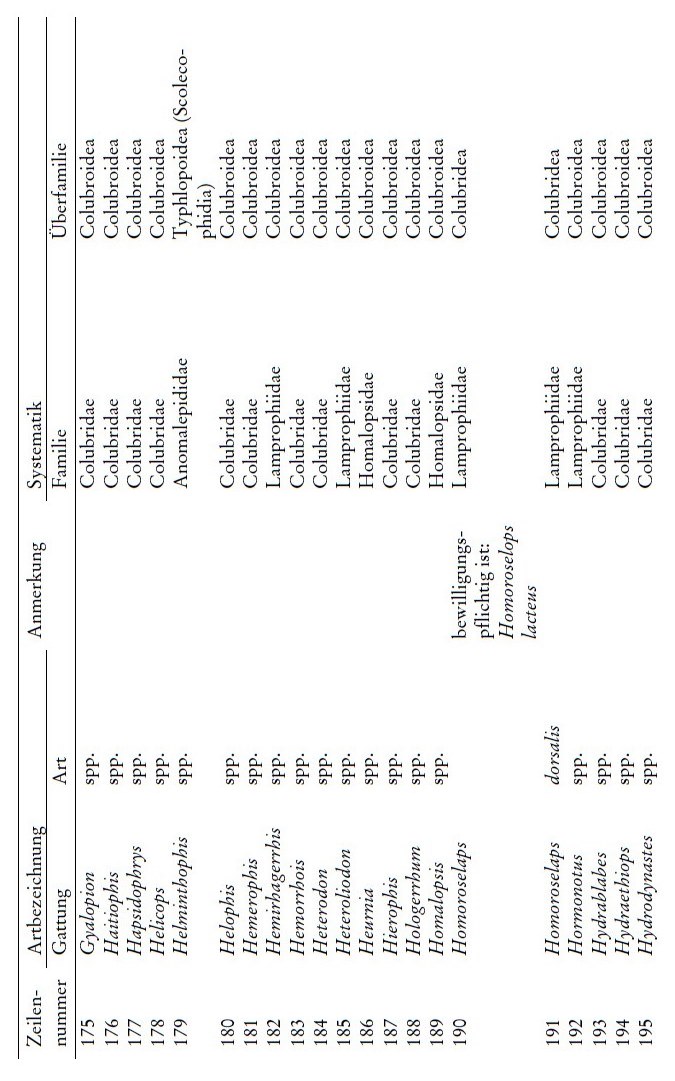 Zeilen- Artbezeichnung Anmerkung Systematik
nummer Gattung Art Familie Überfamilie
175 Gyalopion spp. Colubridae Colubroidea
176 Haitiophis spp. Colubridae Colubroidea
177 Hapsidophrys spp. Colubridae Colubroidea
178 Helicops spp. Colubridae Colubroidea
179 Helminthophis spp. Anomalepididae Typhlopoidea (Scoleco-
phidia)
180 Helophis spp. Colubridae Colubroidea
181 Hemerophis spp. Colubridae Colubroidea
182 Hemirhagerrhis spp. Lamprophiidae Colubroidea
183 Hemorrhois spp. Colubridae Colubroidea
184 Heterodon spp. Colubridae Colubroidea
185 Heteroliodon spp. Lamprophiidae Colubroidea
186 Heurnia spp. Homalopsidae Colubroidea
187 Hierophis spp. Colubridae Colubroidea
188 Hologerrhum spp. Colubridae Colubroidea
189 Homalopsis spp. Homalopsidae Colubroidea
190 Homoroselaps bewilligungs- Lamprophiidae Colubridea
pflichtig ist:
Homoroselops
lacteus
191 Homoroselaps dorsalis Lamprophiidae Colubridea
192 Hormonotus spp. Lamprophiidae Colubroidea
193 Hydrablabes spp. Colubridae Colubroidea
194 Hydraethiops spp. Colubridae Colubroidea
195 Hydrodynastes spp. Colubridae Colubroidea